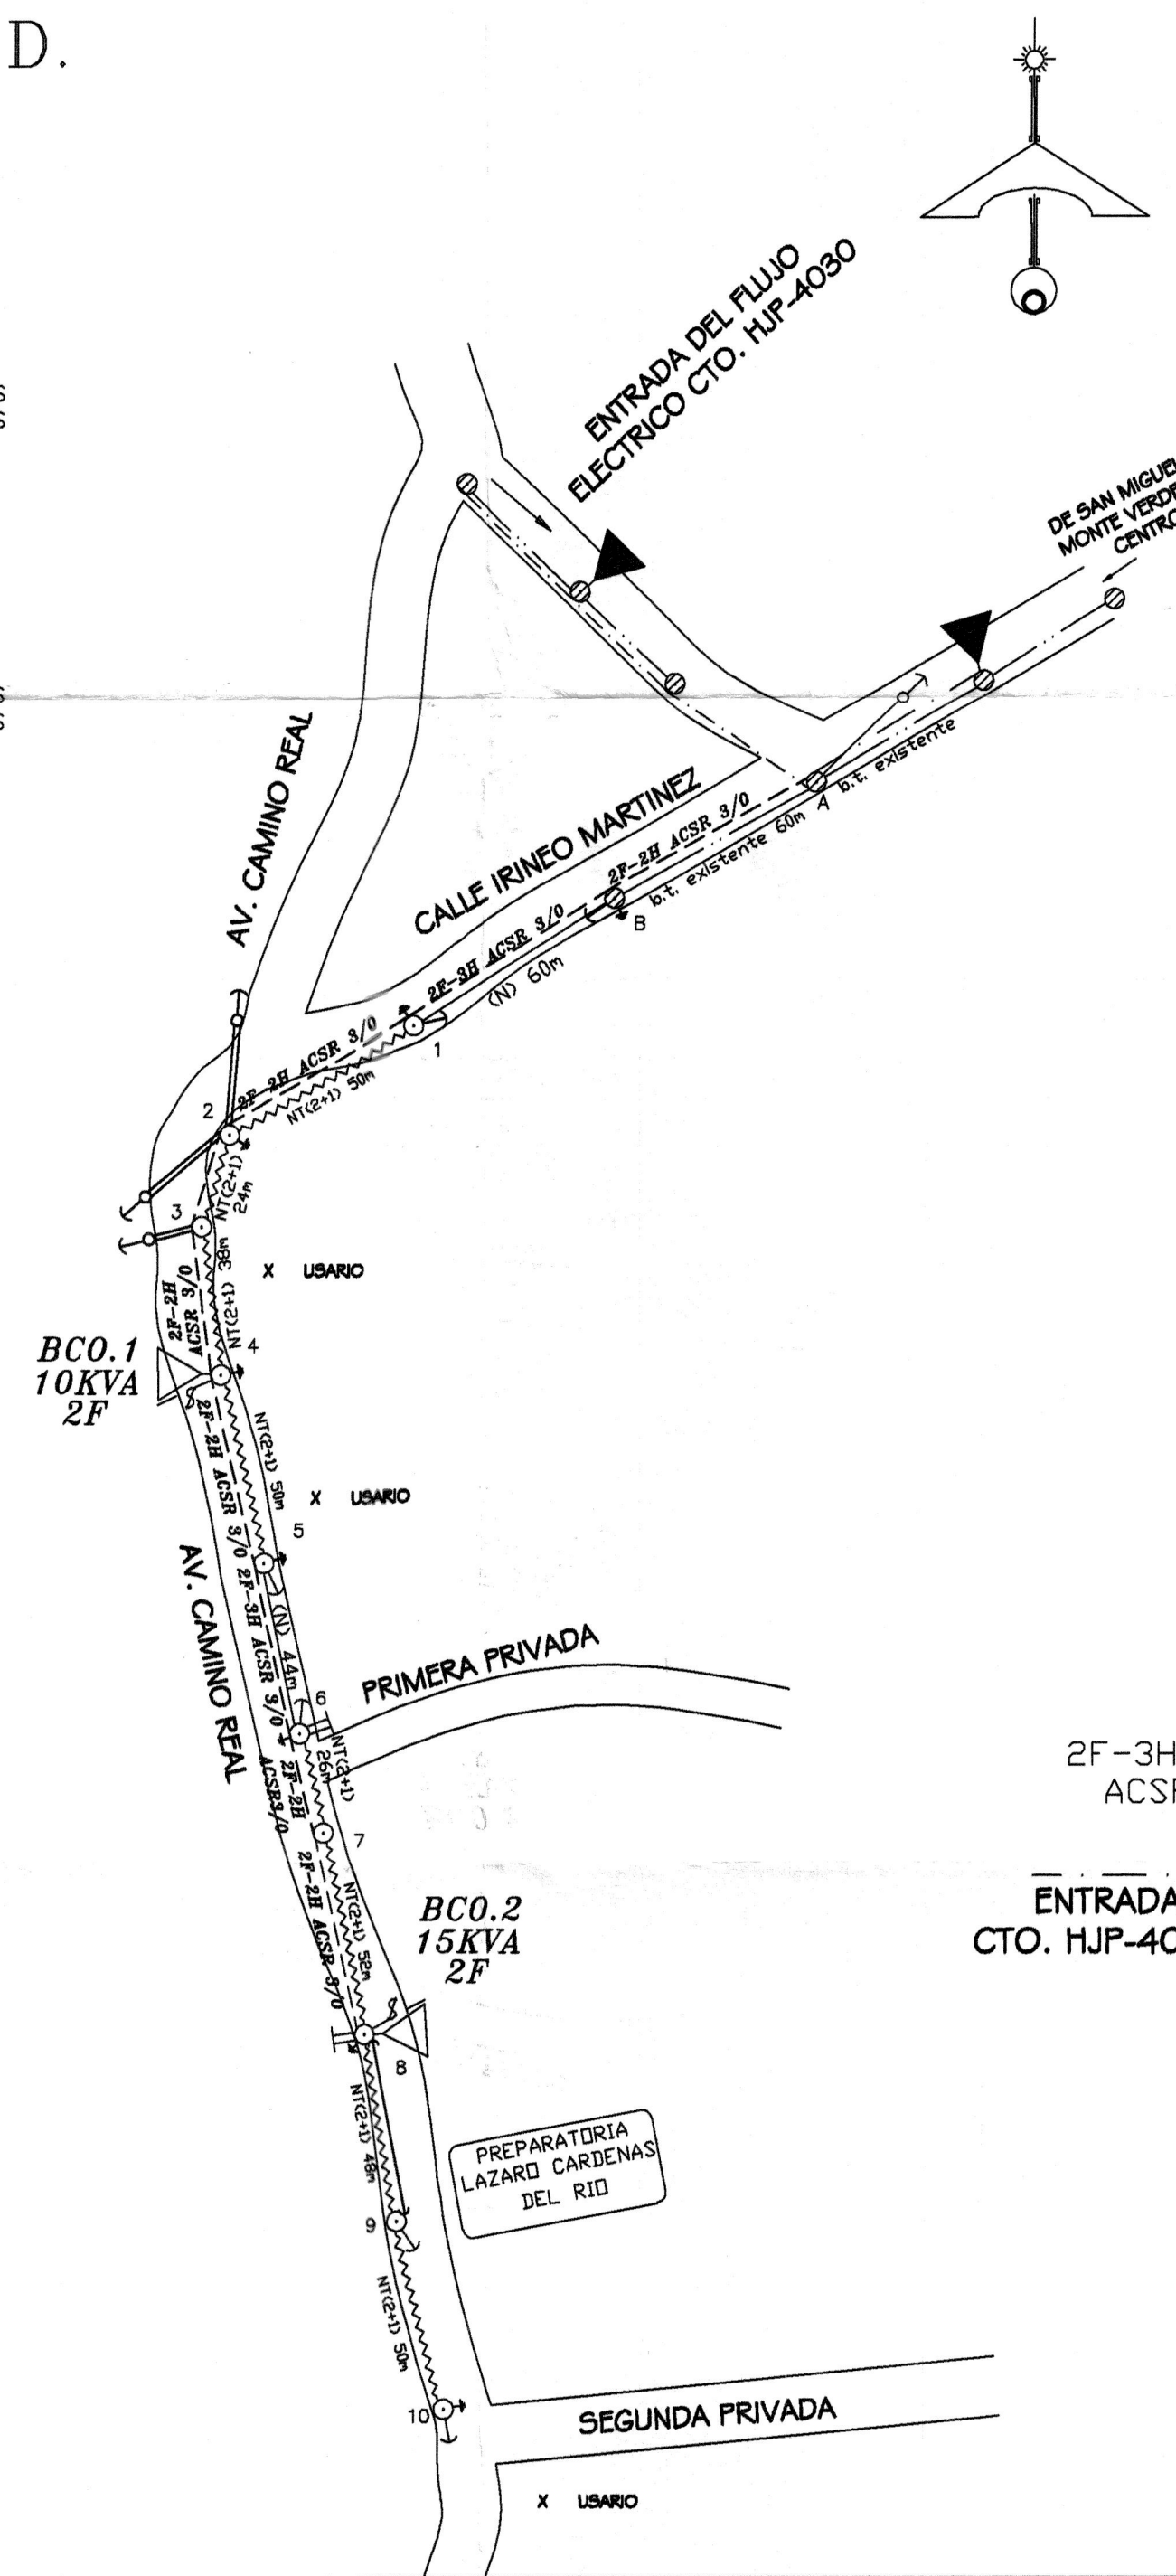 D.
ENTRADA DEL FLUJO
ELECTRICO CTO. HJP-4030
DE SAN MIGUEL
MONTE VERDE
CENTRO
AV. CAMINO REAL
CALLE IRINEO MARTINEZ
2F-2H ACSR 3/0
b.t. existente
A
b.t. existente 60m
B
2F-3H ACSR 3/0
(N) 60m
1
2F-2H ACSR 3/0
NT(2+1) 50m
2
NT(2+1)
24m
3
NT(2+1) 38m
X USARIO
2F-2H
ACSR 3/0
4
BCO.1
10KVA
2F
2F-2H ACSR 3/0
NT(2+1) 50m
X USARIO
5
AV. CAMINO REAL
2F-3H ACSR 3/0
(N) 44m
PRIMERA PRIVADA
6
NT(2+1)
26m
2F-2H
ACSR3/0
7
2F-3H
ACS
2F-2H ACSR 3/0
NT(2+1) 52m
BCO.2
15KVA
2F
ENTRADA
CTO. HJP-40
8
NT(2+1) 48m
PREPARATORIA
LAZARO CARDENAS
DEL RIO
9
NT(2+1) 50m
10
SEGUNDA PRIVADA
X USARIO